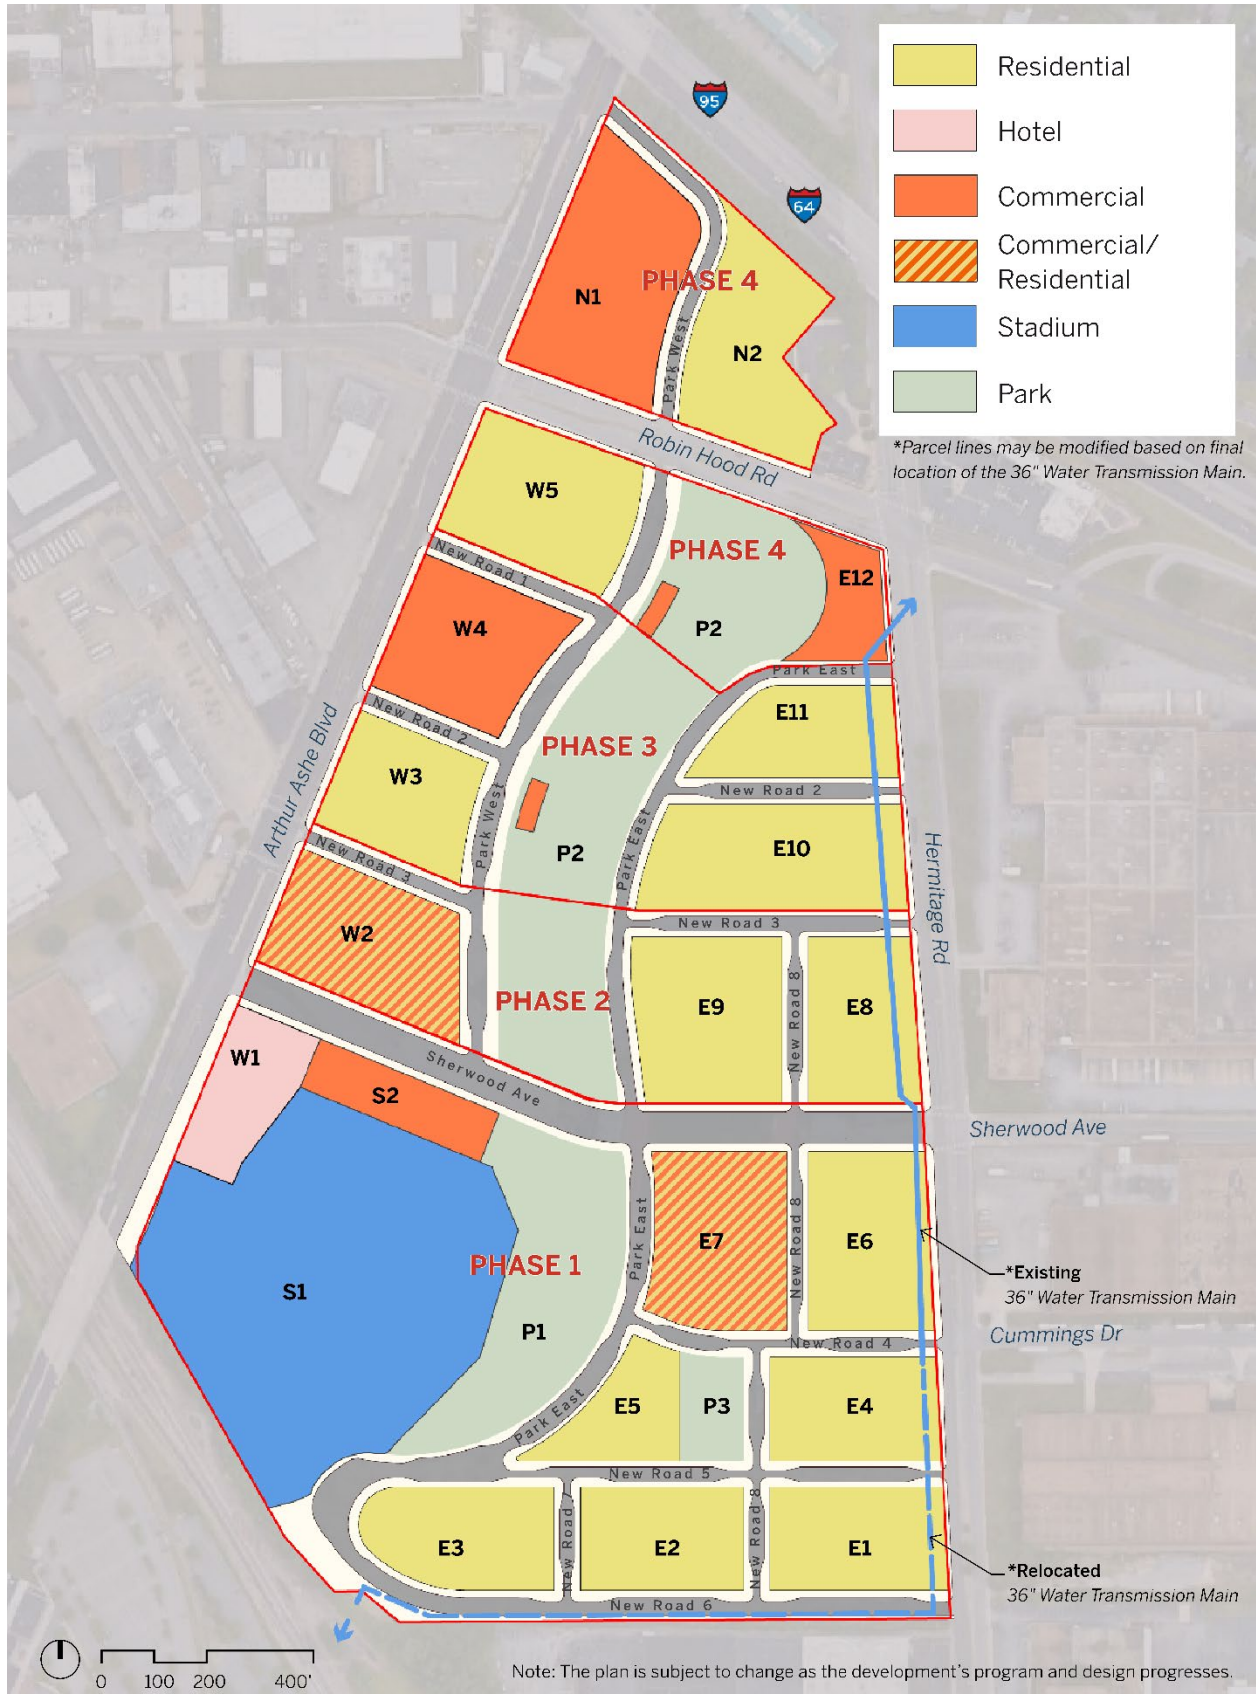 Residential
Hotel
Commercial
Commercial/
Residential
Stadium
Park
*Parcel lines may be modified based on final
location of the 36" Water Transmission Main.
95
64
PHASE 4
N1
N2
Park West
Robin Hood Rd
W5
New Road 1
PHASE 4
E12
P2
W4
Park East
New Road 2
E11
PHASE 3
W3
Arthur Ashe Blvd
Park West
New Road 2
Park East
E10
P2
New Road 3
Hermitage Rd
New Road 3
W2
PHASE 2
E9
New Road 8
E8
W1
S2
Sherwood Ave
Sherwood Ave
Park East
E7
New Road 8
E6
PHASE 1
S1
P1
*Existing
36" Water Transmission Main
Cummings Dr
New Road 4
E5
P3
E4
Park East
New Road 5
E3
New Road 7
E2
New Road 8
E1
*Relocated
36" Water Transmission Main
New Road 6
0 100 200 400'
Note: The plan is subject to change as the development's program and design progresses.